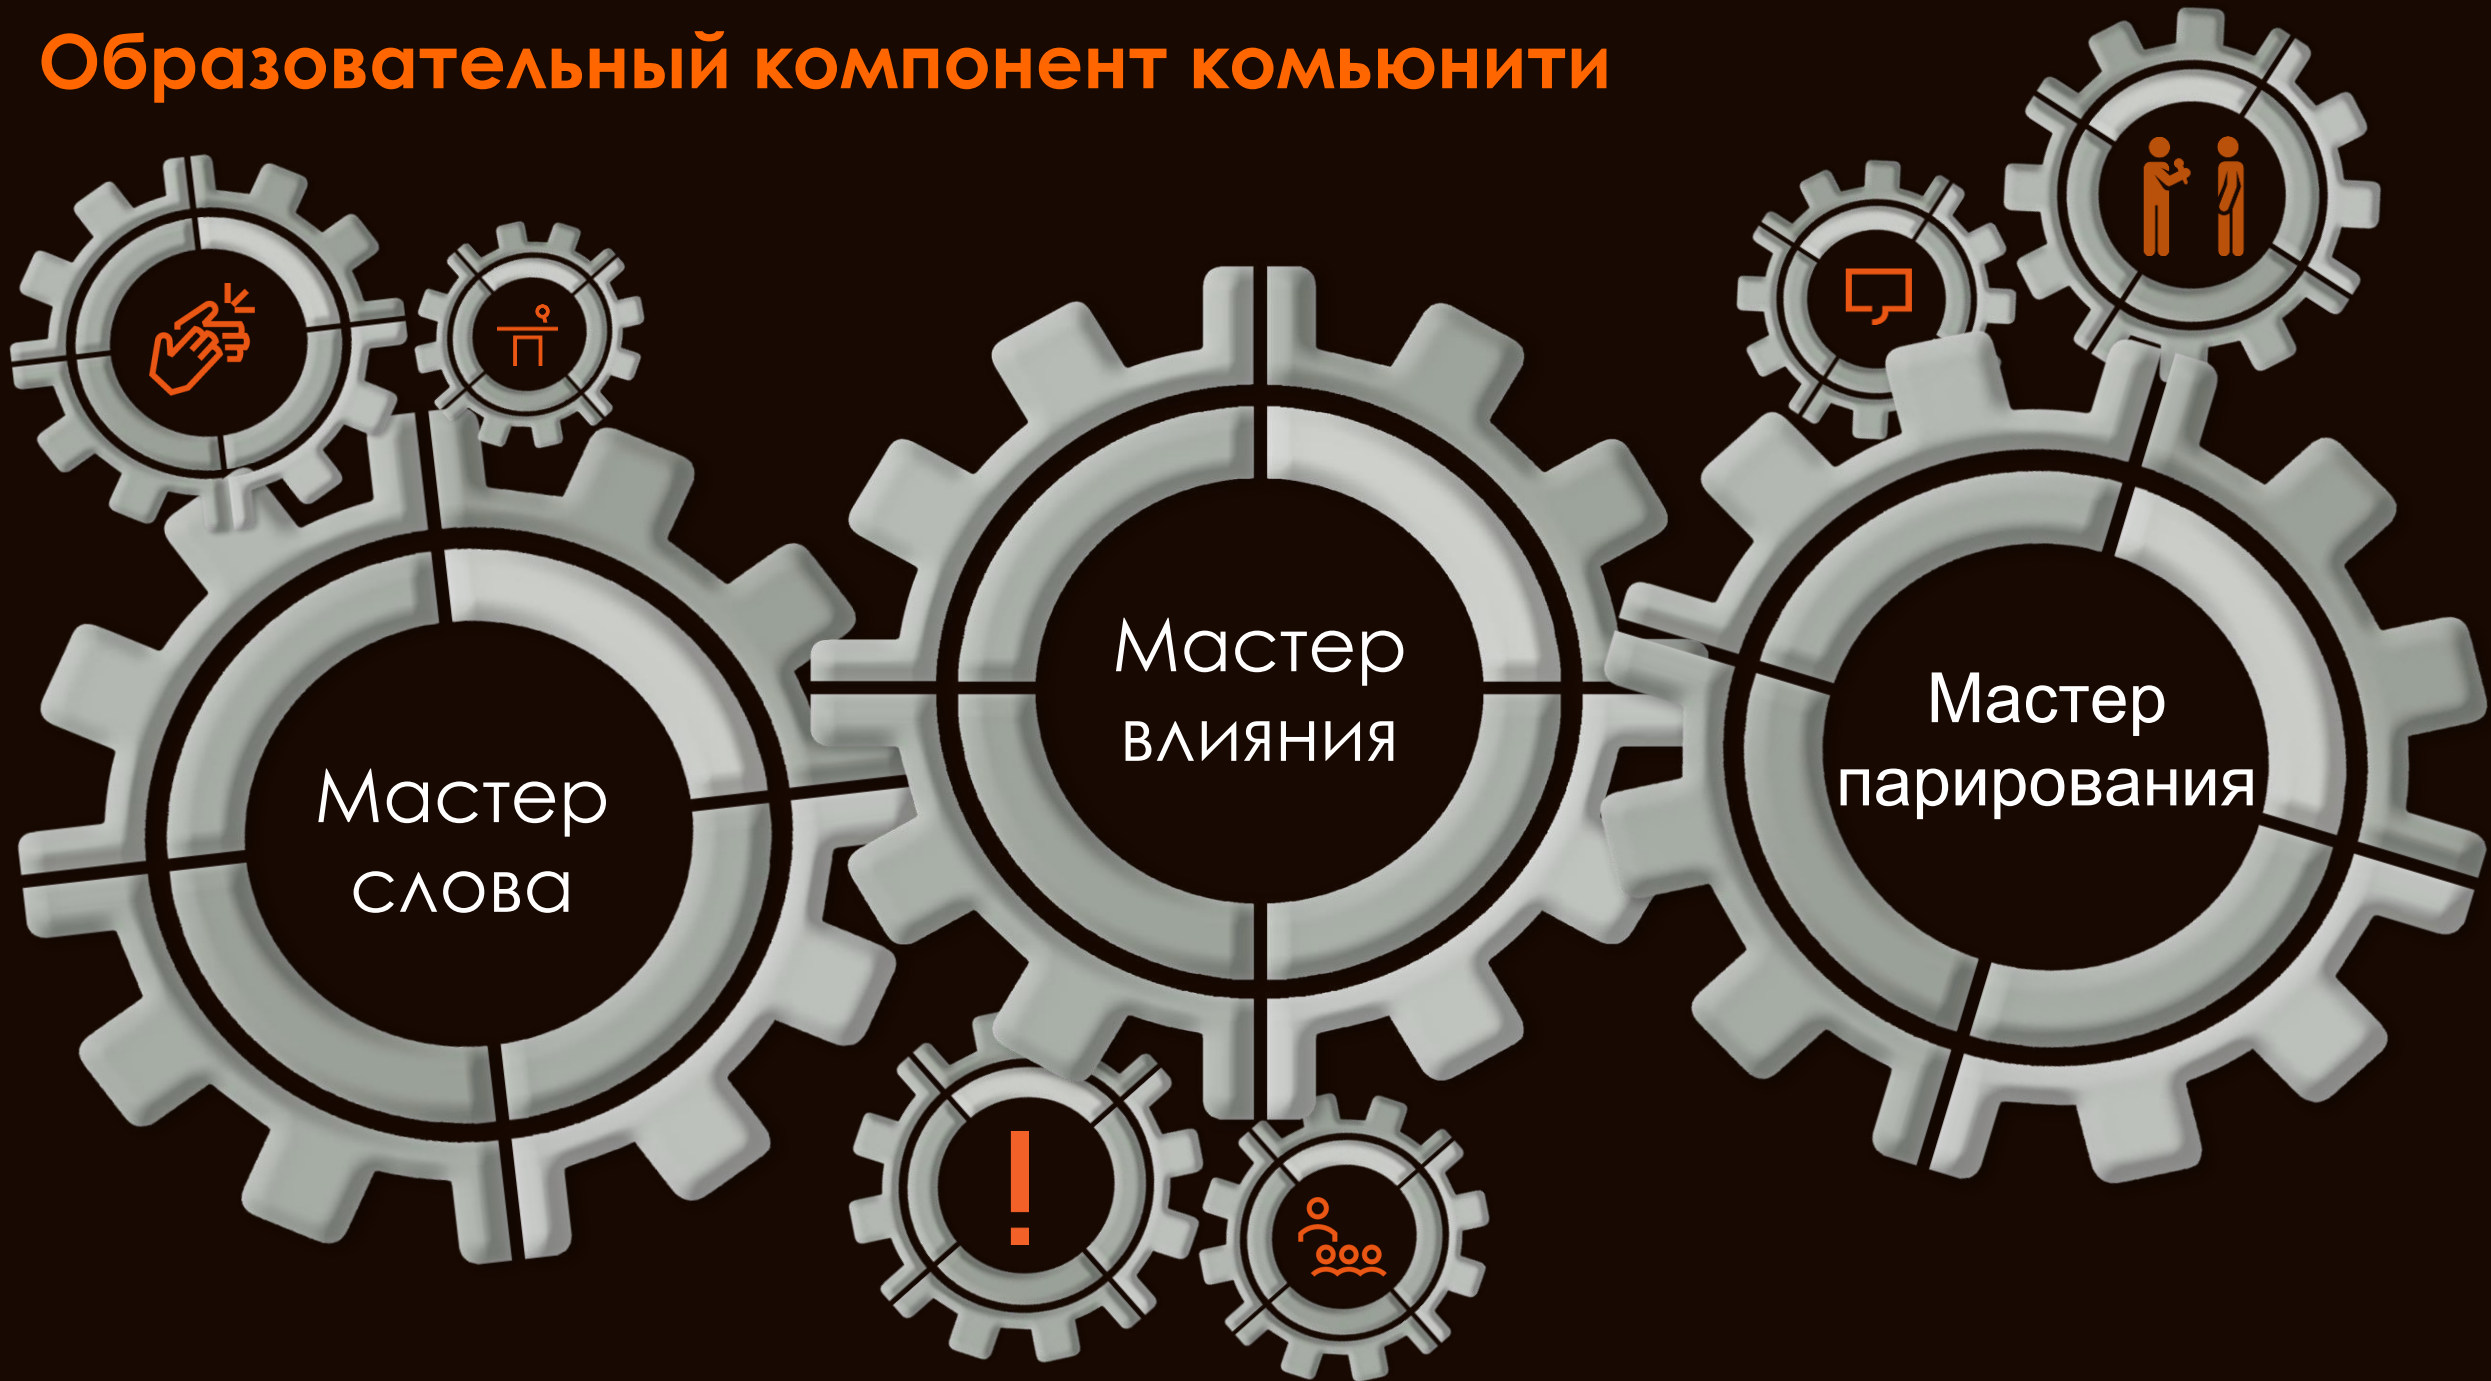 Образовательный компонент комьюнити
Мастер
слова
Мастер
влияния
Мастер
парирования
!